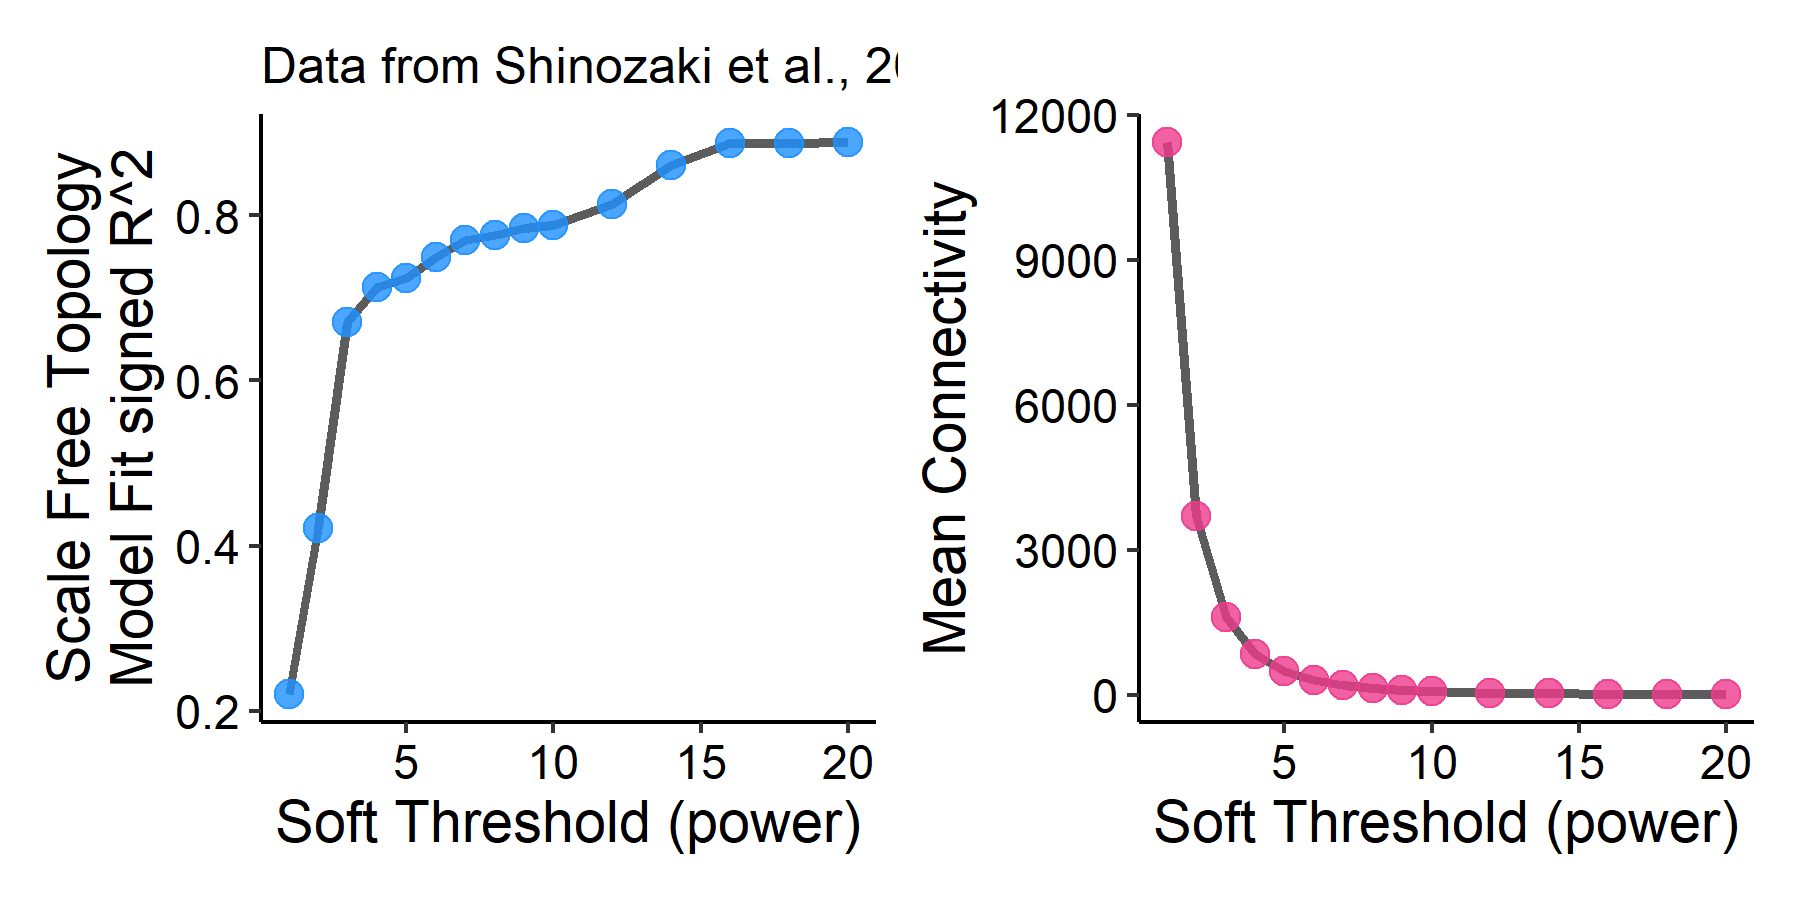 Data from Shinozaki et al., 20
Scale Free Topology
Model Fit signed R^2
0.8
0.6
0.4
0.2
5 10 15 20
Soft Threshold (power)
Mean Connectivity
12000
9000
6000
3000
0
5 10 15 20
Soft Threshold (power)